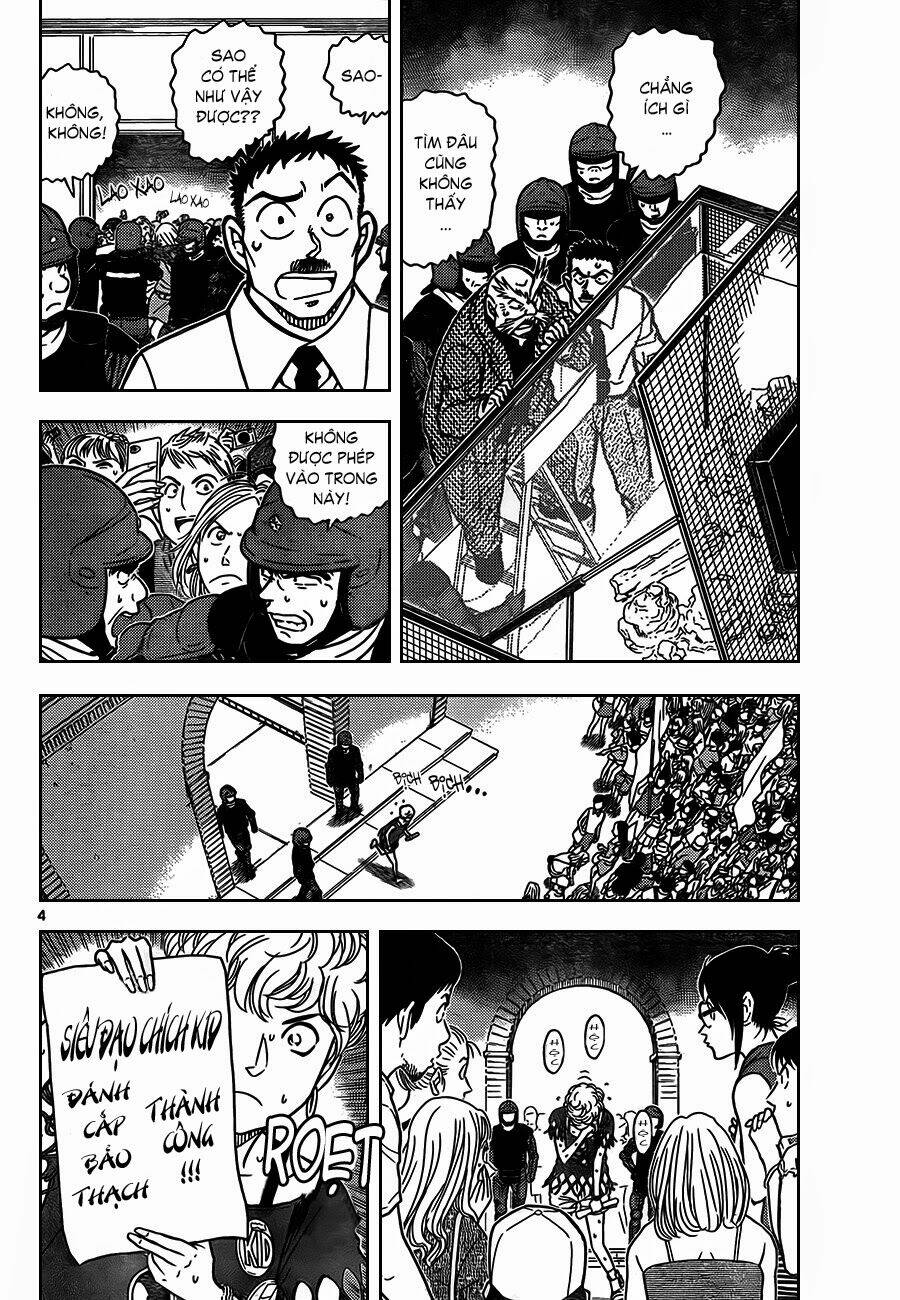 CHẲNG
ÍCH GÌ
...
TÌM ĐÂU
CŨNG
KHÔNG
THẤY
...
SAO-
SAO
CÓ THỂ
NHƯ VẬY
ĐƯỢC??
KHÔNG,
KHÔNG!
LAO XAO
LAO XAO
KHÔNG
ĐƯỢC PHÉP
VÀO TRONG
NÀY!
BỊCH
BỊCH...
4
HỘC
HỘC
HỘC
SIÊU ĐẠO CHÍCH KID
ĐÁNH
CẮP
BẢO
THẠCH
THÀNH
CÔNG
!!!
ROẸT
KID